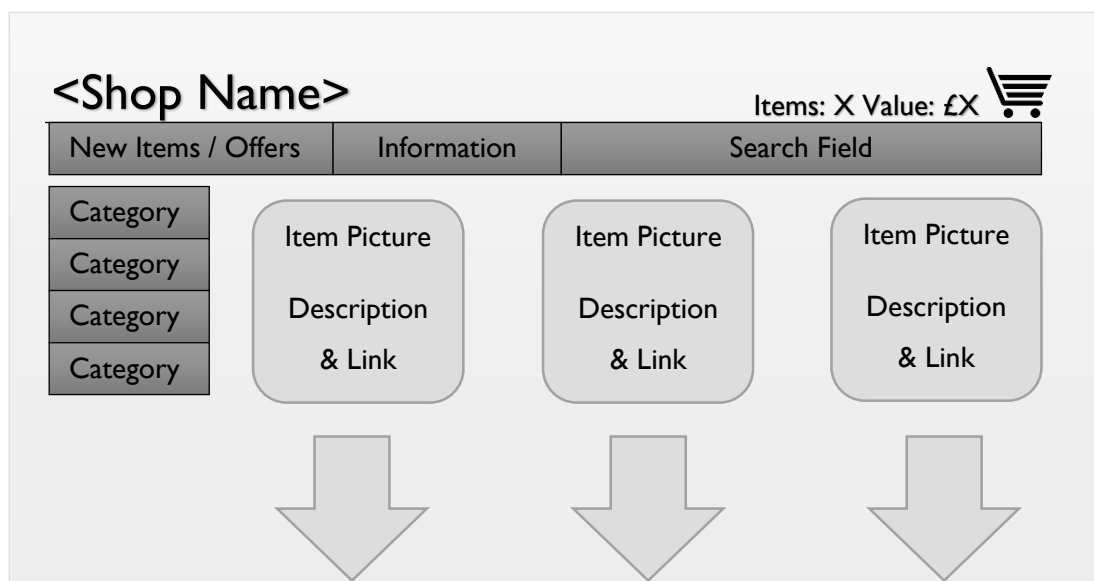 <Shop Name>
Items: X Value: £X
New Items / Offers
Information
Search Field
Category
Category
Category
Category
Item Picture
Description
& Link
Item Picture
Description
& Link
Item Picture
Description
& Link